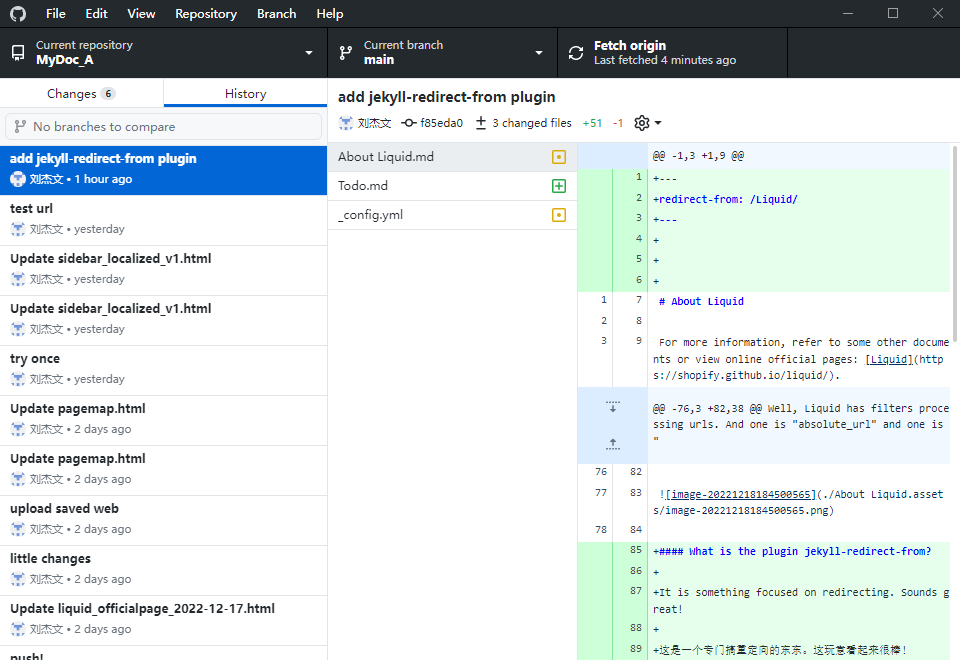 File Edit View Repository Branch Help
Current repository
MyDoc_A
Current branch
main
Fetch origin
Last fetched 4 minutes ago
Changes 6
History
No branches to compare
add jekyll-redirect-from plugin
刘杰文 • 1 hour ago
test url
刘杰文 • yesterday
Update sidebar_localized_v1.html
刘杰文 • yesterday
Update sidebar_localized_v1.html
刘杰文 • yesterday
try once
刘杰文 • yesterday
Update pagemap.html
刘杰文 • 2 days ago
Update pagemap.html
刘杰文 • 2 days ago
upload saved web
刘杰文 • 2 days ago
little changes
刘杰文 • 2 days ago
Update liquid_officialpage_2022-12-17.html
刘杰文 • 2 days ago
push!
add jekyll-redirect-from plugin
刘杰文 f85eda0 3 changed files +51 -1
About Liquid.md
Todo.md
_config.yml
@@ -1,3 +1,9 @@
1 +---
2 +redirect-from: /Liquid/
3 +---
4 +
5 +
6 +
1 7 # About Liquid
2 8
3 9 For more information, refer to some other docume
nts or view online official pages: [Liquid](http
s://shopify.github.io/liquid/).
@@ -76,3 +82,38 @@ Well, Liquid has filters proce
ssing urls. And one is "absolute_url" and one is
"
76 82
77 83 ![image-20221218184500565](./About Liquid.asset
s/image-20221218184500565.png)
78 84
85 +#### What is the plugin jekyll-redirect-from?
86 +
87 +It is something focused on redirecting. Sounds g
reat!
88 +
89 +这是一个专门搞重定向的东东。这玩意看起来很棒！